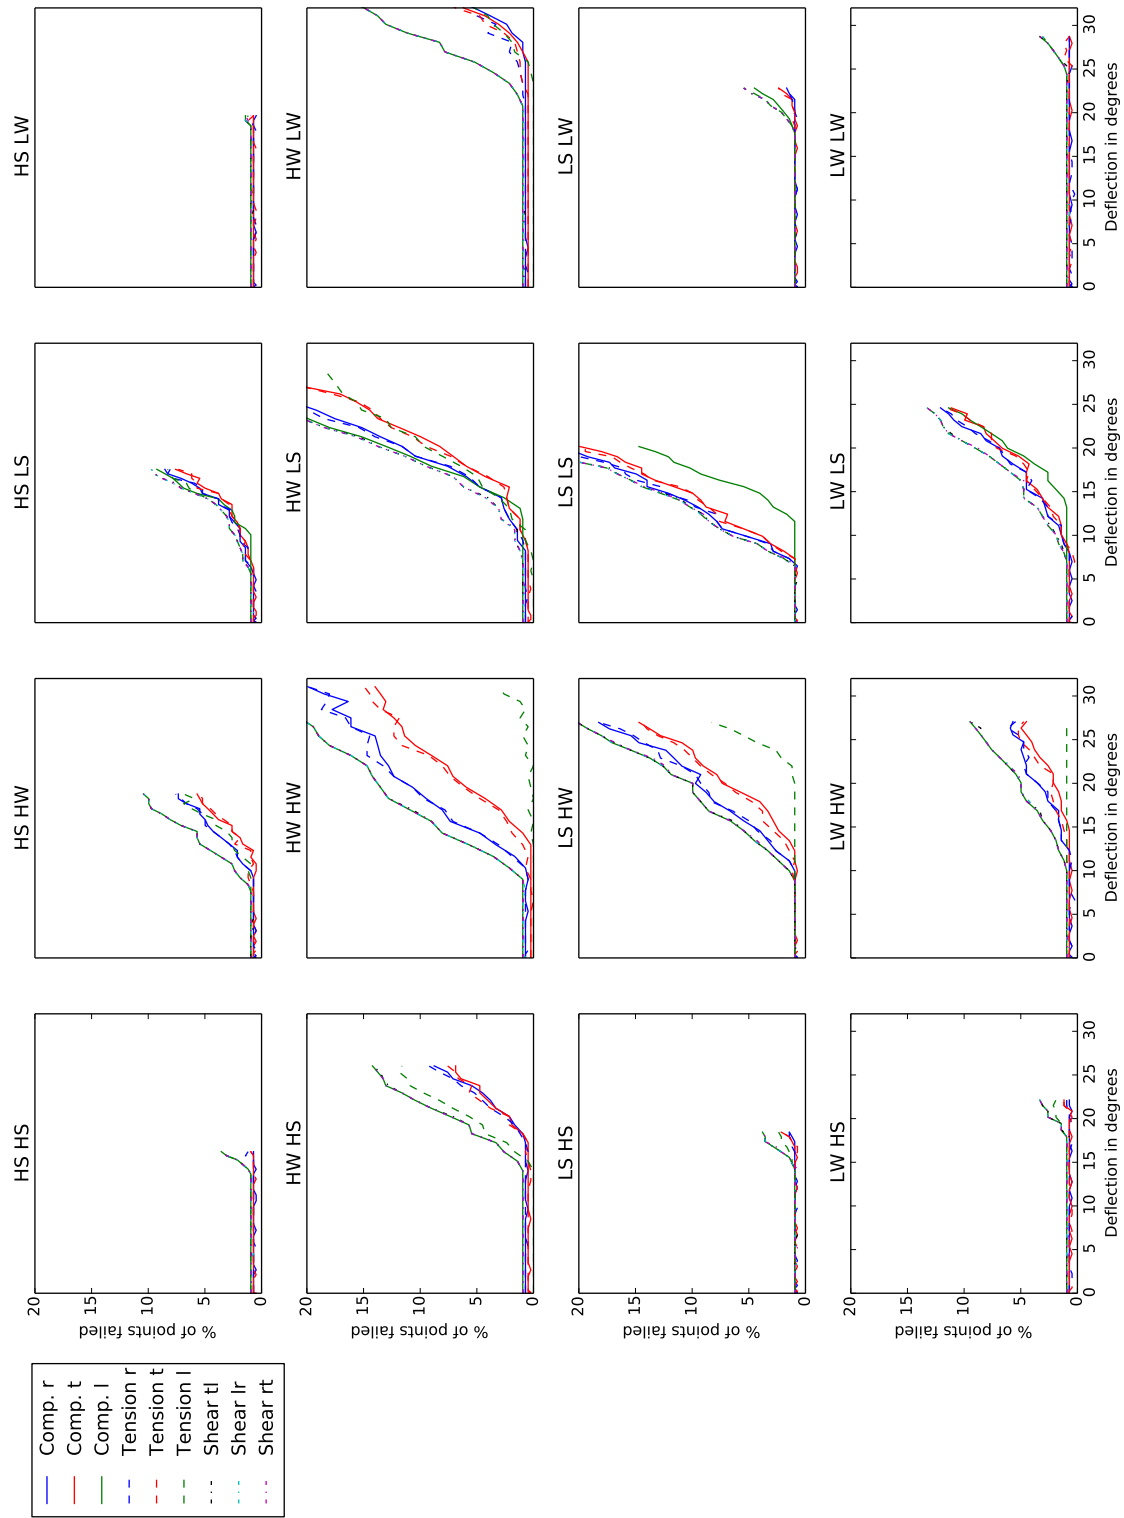 Comp. r
Comp. t
Comp. l
Tension r
Tension t
Tension l
Shear tl
Shear lr
Shear rt
HS HS
HS HW
HS LS
HS LW
% of points failed
20
15
10
5
0
HW HS
HW HW
HW LS
HW LW
% of points failed
20
15
10
5
0
LS HS
LS HW
LS LS
LS LW
% of points failed
20
15
10
5
0
LW HS
LW HW
LW LS
LW LW
% of points failed
20
15
10
5
0
0 5 10 15 20 25 30
0 5 10 15 20 25 30
0 5 10 15 20 25 30
0 5 10 15 20 25 30
Deflection in degrees
Deflection in degrees
Deflection in degrees
Deflection in degrees